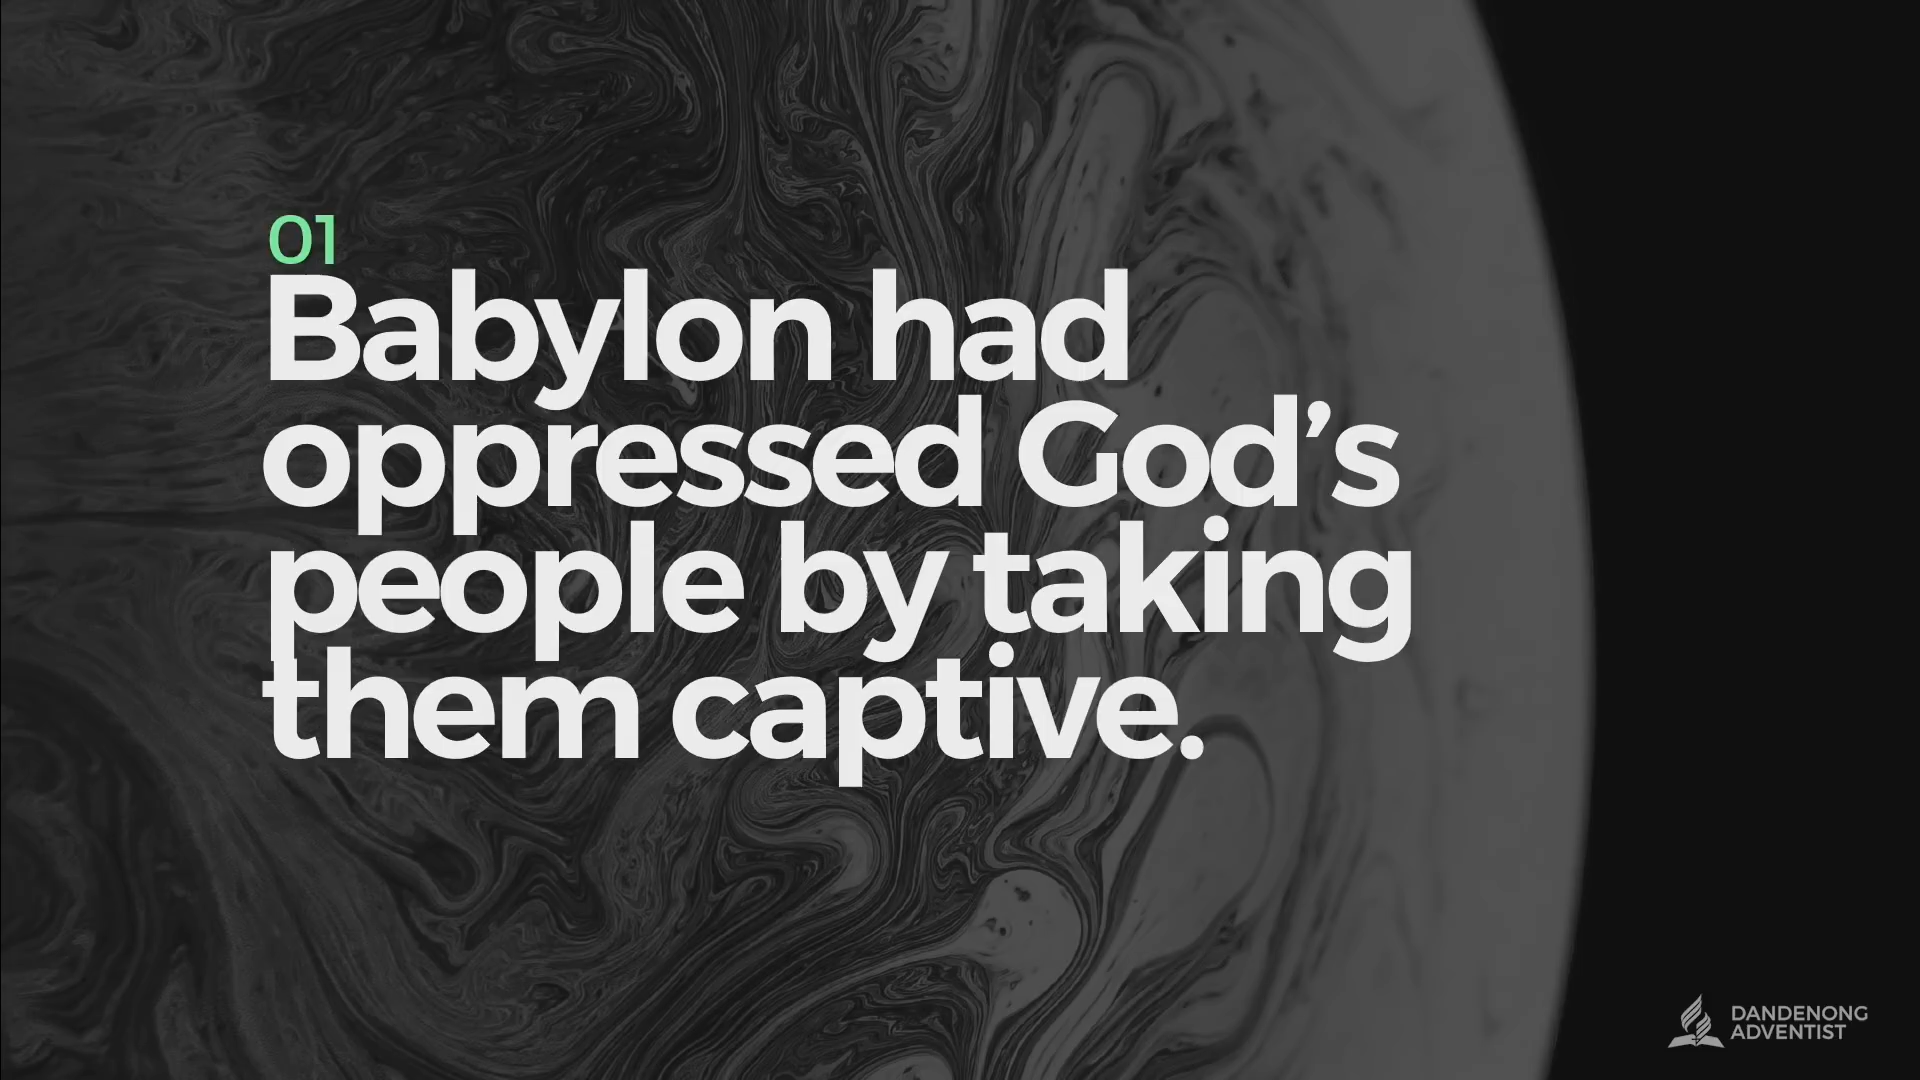 01
Babylon had
oppressed God’s
people by taking
them captive.
DANDENONG
ADVENTIST